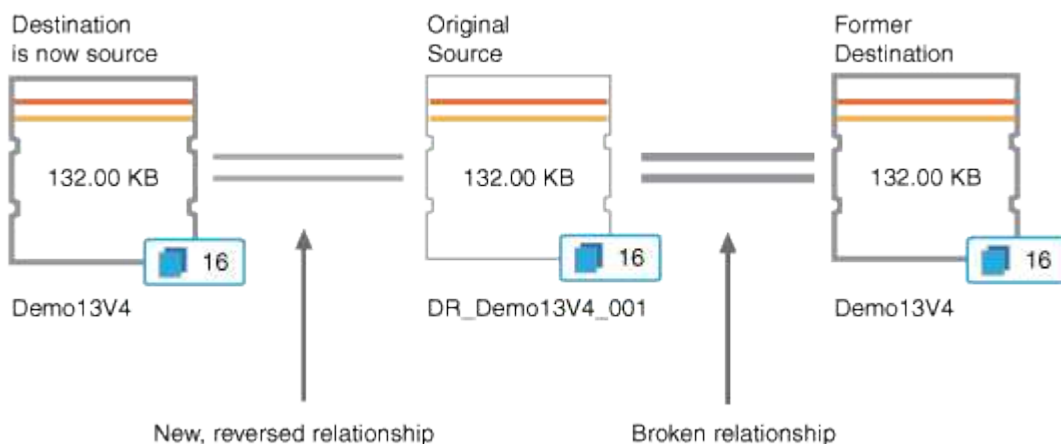 Destination
is now source
Original
Source
Former
Destination
132.00 KB
132.00 KB
132.00 KB
16
16
16
Demo13V4
DR_Demo13V4_001
Demo13V4
New, reversed relationship
Broken relationship